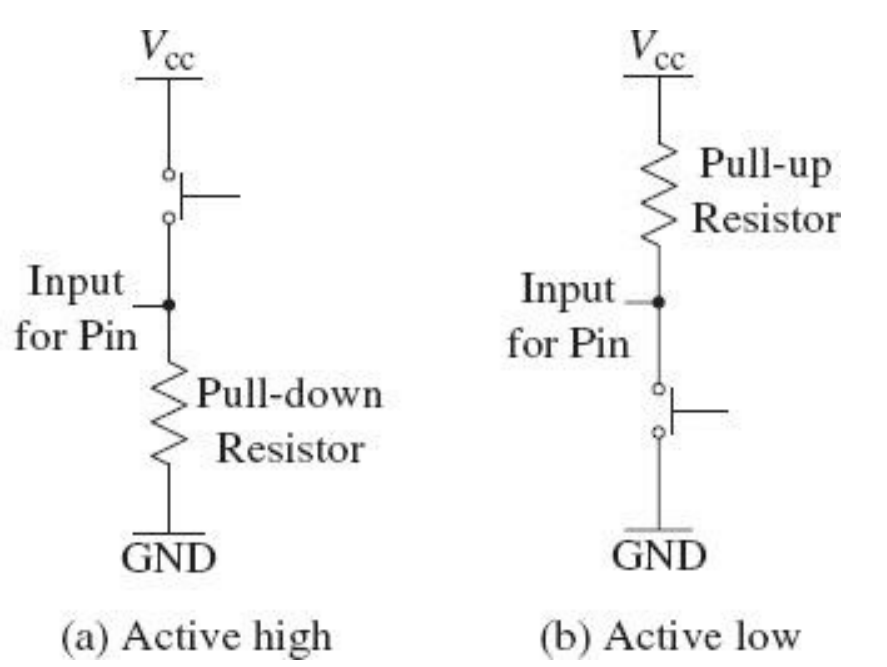 Vcc
Input
for Pin
Pull-down
Resistor
GND
(a) Active high
Vcc
Pull-up
Resistor
Input
for Pin
GND
(b) Active low